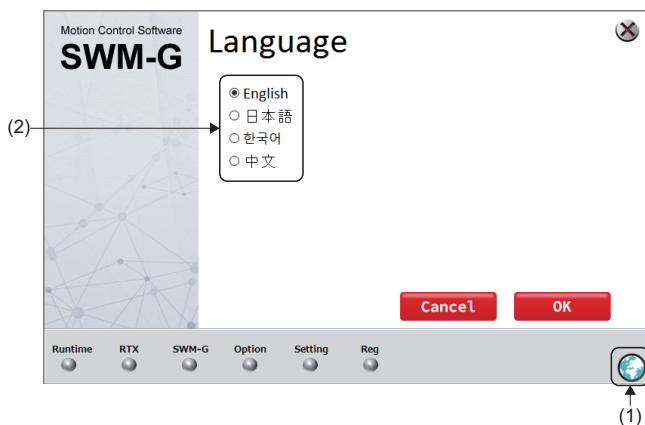 Motion Control Software
SWM-G
Language
English
日本語
한국어
中文
(2)
Cancel
OK
Runtime
RTX
SWM-G
Option
Setting
Reg
(1)